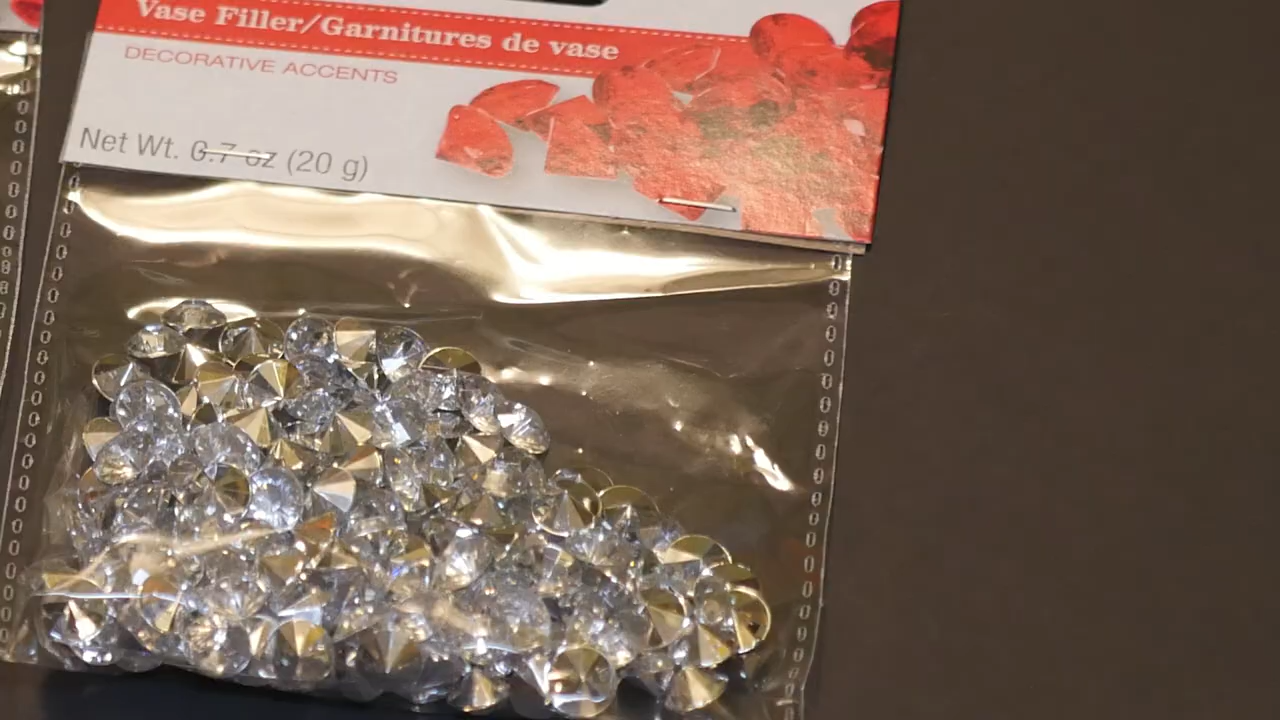 Vase Filler/Garnitures de vase
DECORATIVE ACCENTS
Net Wt. 0.7 oz (20 g)